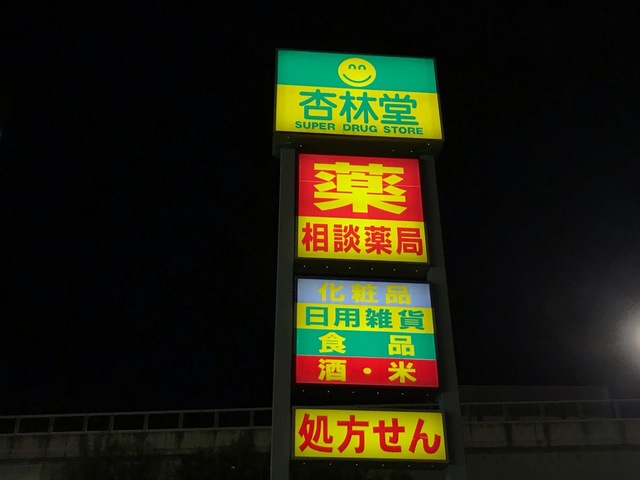 杏林堂
SUPER DRUG STORE
薬
相談薬局
化粧品
日用雑貨
食品
酒・米
処方せん